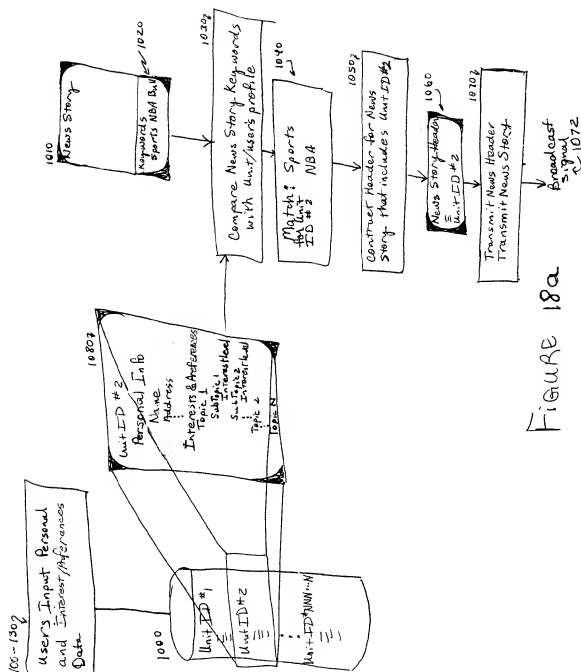 100-130
User's Input Personal
and Interest/Preferences
Data
1000
Unit ID #1
Unit ID #2
Unit ID #NNN...N
1080
Unit ID #2
Personal Info
Name
Address
Interests & Preferences
Topic 1
SubTopic 1
Interest level
SubTopic 2
Interest level
Topic 2
Topic N
1010
News Story
Keywords
Sports NBA
1020
1030
Compare News Story Keywords
with Unit/User's profile
1040
Match: Sports
for Unit NBA
ID #2
1050
Contruct Header for News
Story that includes Unit ID #2
1060
News Story Header
Unit ID #2
1070
Transmit News Header
Transmit News Story
Broadcast
Signal
1072
FIGURE 18a